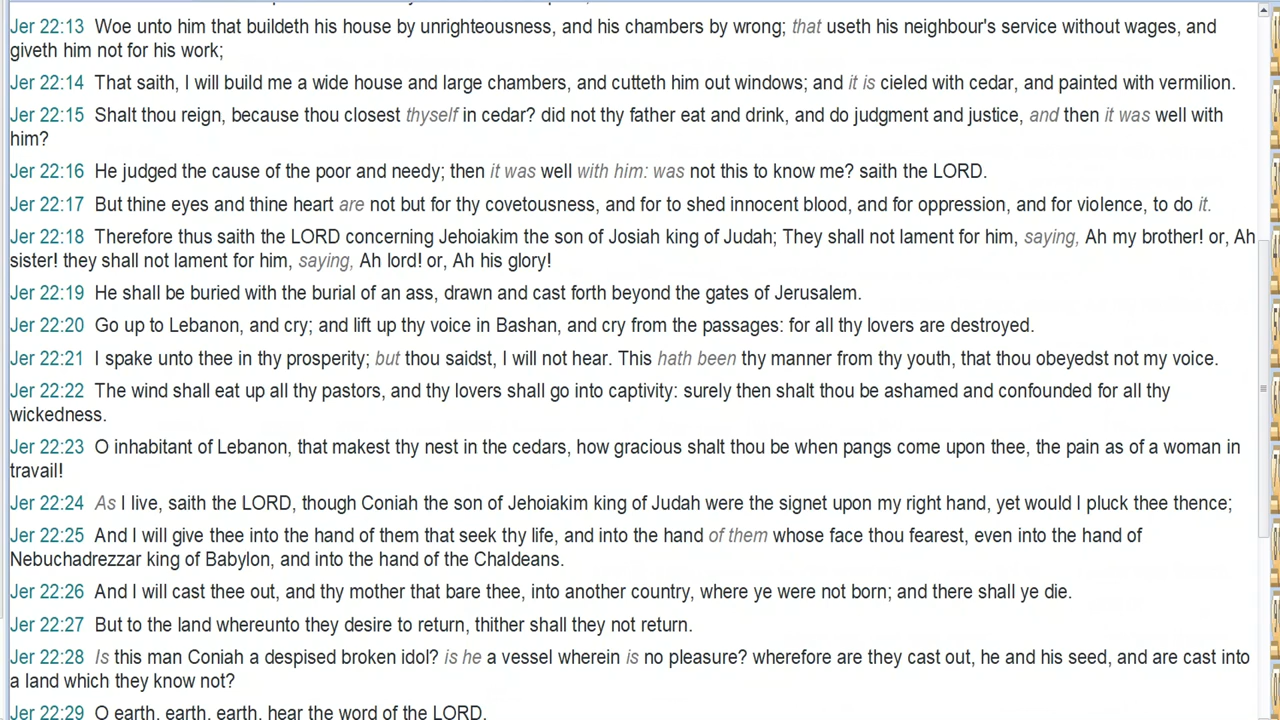 Jer 22:13 Woe unto him that buildeth his house by unrighteousness, and his chambers by wrong; that useth his neighbour's service without wages, and
giveth him not for his work;
Jer 22:14 That saith, I will build me a wide house and large chambers, and cutteth him out windows; and it is cieled with cedar, and painted with vermilion.
Jer 22:15 Shalt thou reign, because thou closest thyself in cedar? did not thy father eat and drink, and do judgment and justice, and then it was well with
him?
Jer 22:16 He judged the cause of the poor and needy; then it was well with him: was not this to know me? saith the LORD.
Jer 22:17 But thine eyes and thine heart are not but for thy covetousness, and for to shed innocent blood, and for oppression, and for violence, to do it.
Jer 22:18 Therefore thus saith the LORD concerning Jehoiakim the son of Josiah king of Judah; They shall not lament for him, saying, Ah my brother! or, Ah
sister! they shall not lament for him, saying, Ah lord! or, Ah his glory!
Jer 22:19 He shall be buried with the burial of an ass, drawn and cast forth beyond the gates of Jerusalem.
Jer 22:20 Go up to Lebanon, and cry; and lift up thy voice in Bashan, and cry from the passages: for all thy lovers are destroyed.
Jer 22:21 I spake unto thee in thy prosperity; but thou saidst, I will not hear. This hath been thy manner from thy youth, that thou obeyedst not my voice.
Jer 22:22 The wind shall eat up all thy pastors, and thy lovers shall go into captivity: surely then shalt thou be ashamed and confounded for all thy
wickedness.
Jer 22:23 O inhabitant of Lebanon, that makest thy nest in the cedars, how gracious shalt thou be when pangs come upon thee, the pain as of a woman in
travail!
Jer 22:24 As I live, saith the LORD, though Coniah the son of Jehoiakim king of Judah were the signet upon my right hand, yet would I pluck thee thence;
Jer 22:25 And I will give thee into the hand of them that seek thy life, and into the hand of them whose face thou fearest, even into the hand of
Nebuchadrezzar king of Babylon, and into the hand of the Chaldeans.
Jer 22:26 And I will cast thee out, and thy mother that bare thee, into another country, where ye were not born; and there shall ye die.
Jer 22:27 But to the land whereunto they desire to return, thither shall they not return.
Jer 22:28 Is this man Coniah a despised broken idol? is he a vessel wherein is no pleasure? wherefore are they cast out, he and his seed, and are cast into
a land which they know not?
Jer 22:29 O earth, earth, earth, hear the word of the LORD.